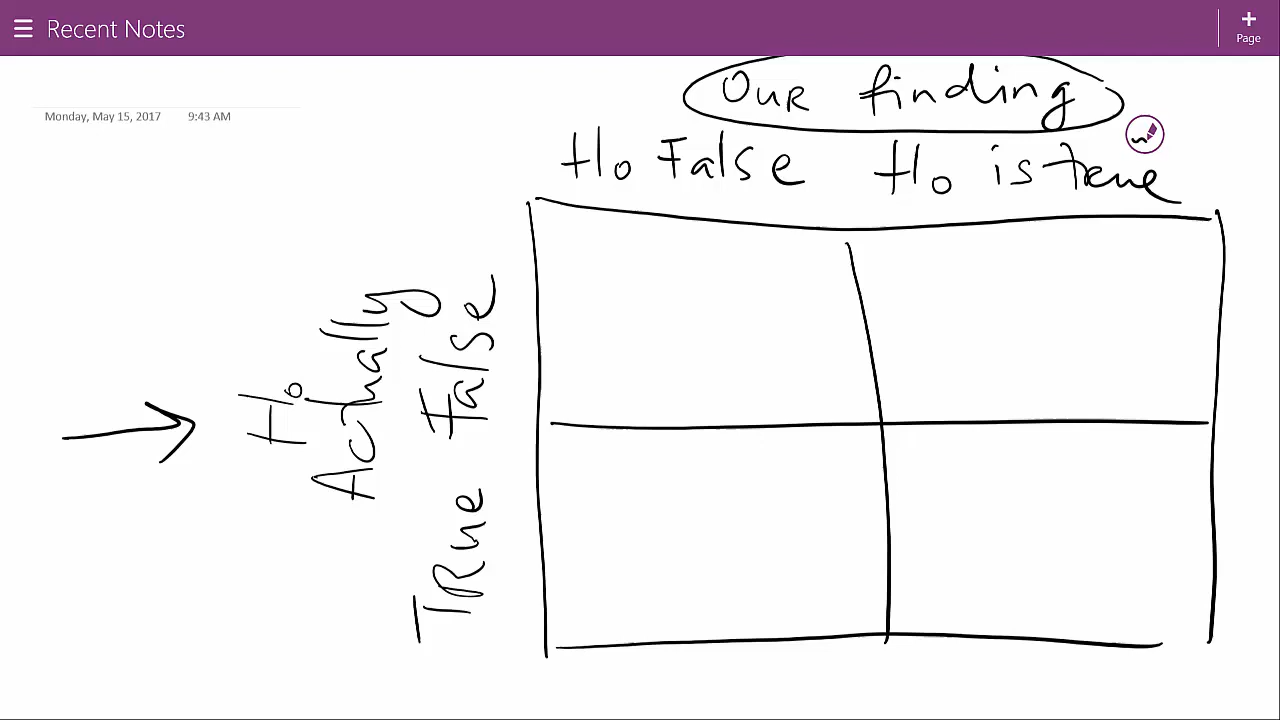 Recent Notes
+
Page
Monday, May 15, 2017 9:43 AM
Our finding
Ho False Ho is true
Ho
Actually
True False